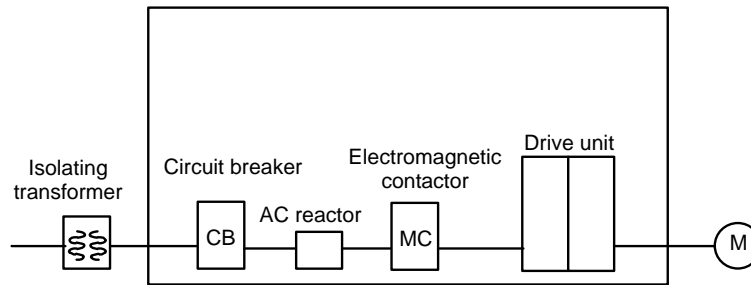 Isolating
transformer
Circuit breaker
CB
AC reactor
Electromagnetic
contactor
MC
Drive unit
M